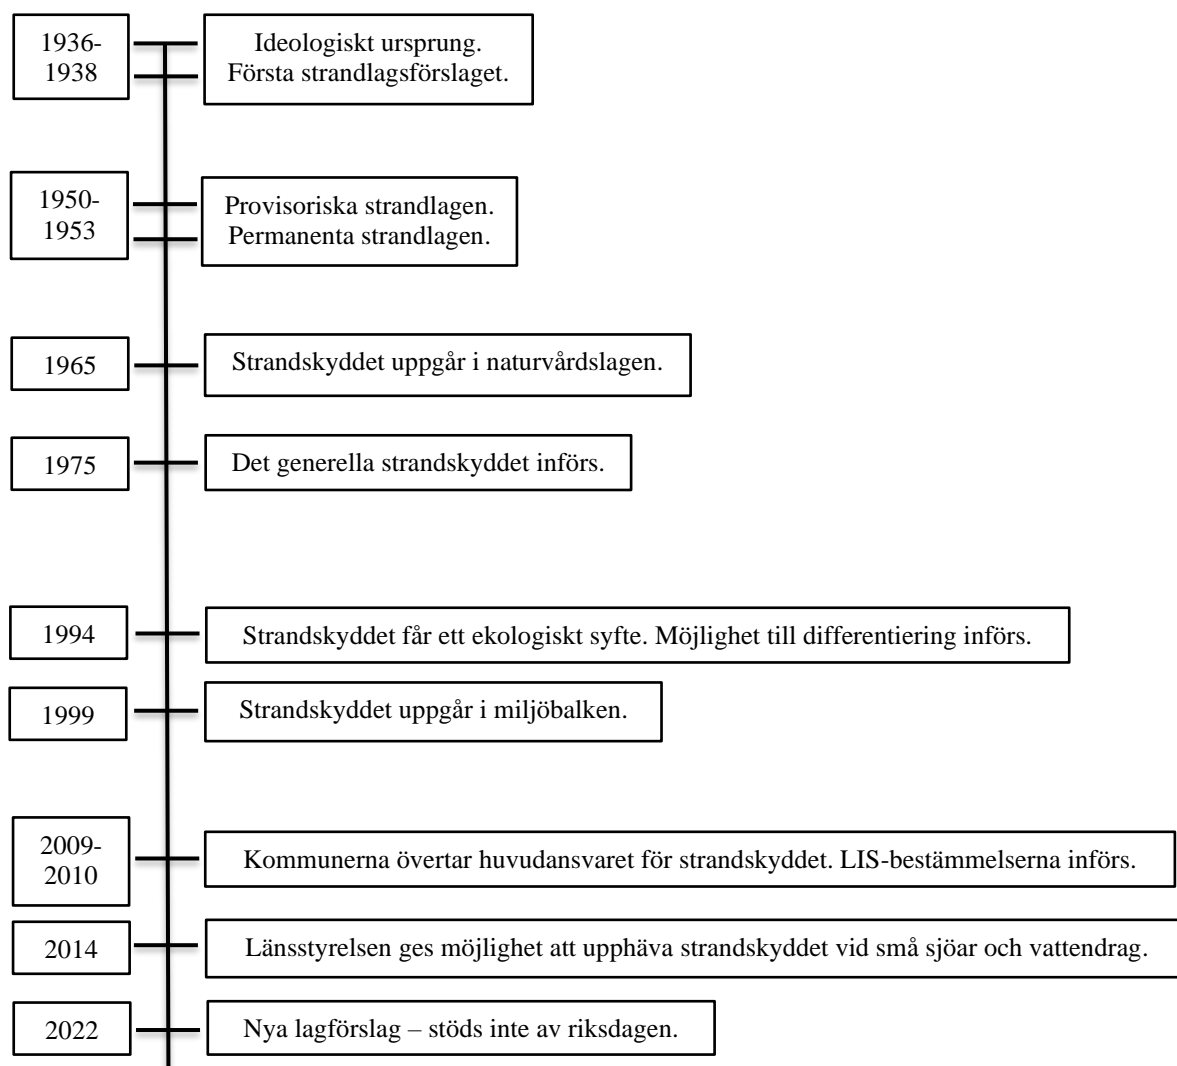 1936-
1938
Ideologiskt ursprung.
Första strandlagsförslaget.
1950-
1953
Provisoriska strandlagen.
Permanenta strandlagen.
1965
Strandskyddet uppgår i naturvårdslagen.
1975
Det generella strandskyddet införs.
1994
Strandskyddet får ett ekologiskt syfte. Möjlighet till differentiering införs.
1999
Strandskyddet uppgår i miljöbalken.
2009-
2010
Kommunerna övertar huvudansvaret för strandskyddet. LIS-bestämmelserna införs.
2014
Länsstyrelsen ges möjlighet att upphäva strandskyddet vid små sjöar och vattendrag.
2022
Nya lagförslag – stöds inte av riksdagen.